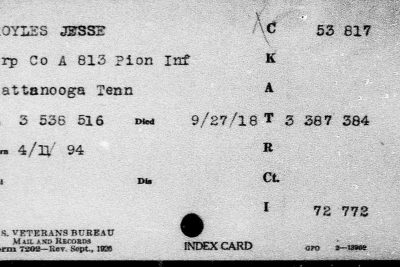 OYLES JESSE C 53 817
rp Co A 813 Pion Inf K
attanooga Tenn A
3 538 516 Died 9/27/18 T 3 387 384
4/11/ 94 R
Dis Ct.
I 72 772
S. VETERANS BUREAU
MAIL AND RECORDS INDEX CARD
rm 7202—Rev. Sept., 1926 GPO